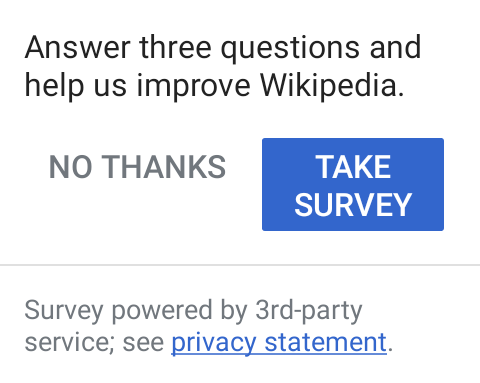 Answer three questions and
help us improve Wikipedia.
NO THANKS
TAKE
SURVEY
Survey powered by 3rd-party
service; see privacy statement.